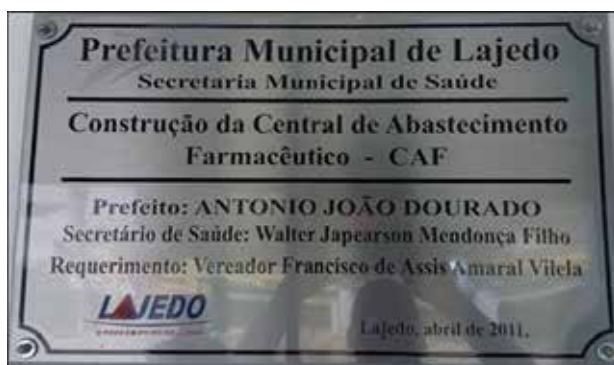 Prefeitura Municipal de Lajedo
Secretaria Municipal de Saúde
Construção da Central de Abastecimento
Farmacêutico - CAF
Prefeito: ANTONIO JOÃO DOURADO
Secretário de Saúde: Walter Japearson Mendonça Filho
Requerimento: Vereador Francisco de Assis Amaral Vilela
LAJEDO
Lajedo, abril de 2011.